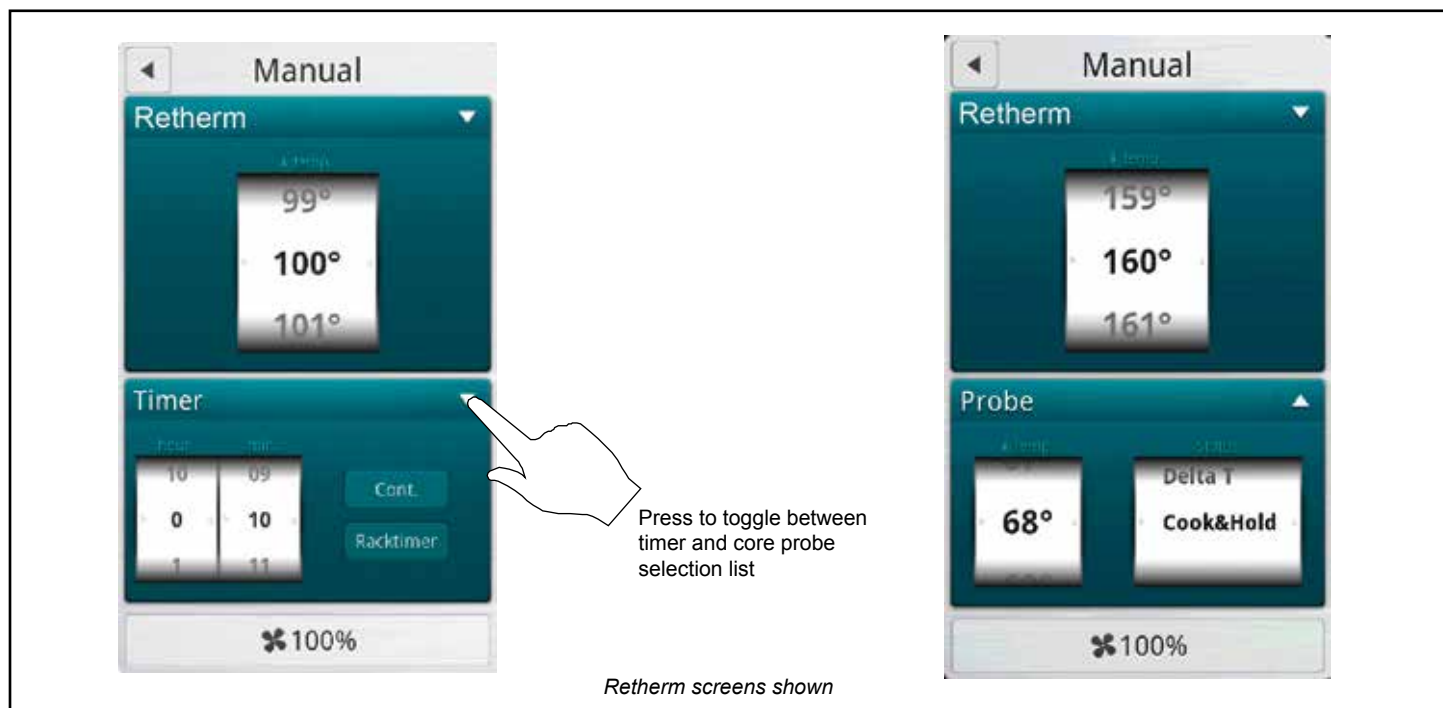 Manual
Retherm
99°
100°
101°
Timer
hour min
10 09
0 10
1 11
Cont.
Racktimer
100%
Press to toggle between
timer and core probe
selection list
Manual
Retherm
159°
160°
161°
Probe
68°
Delta T
Cook&Hold
100%
Retherm screens shown